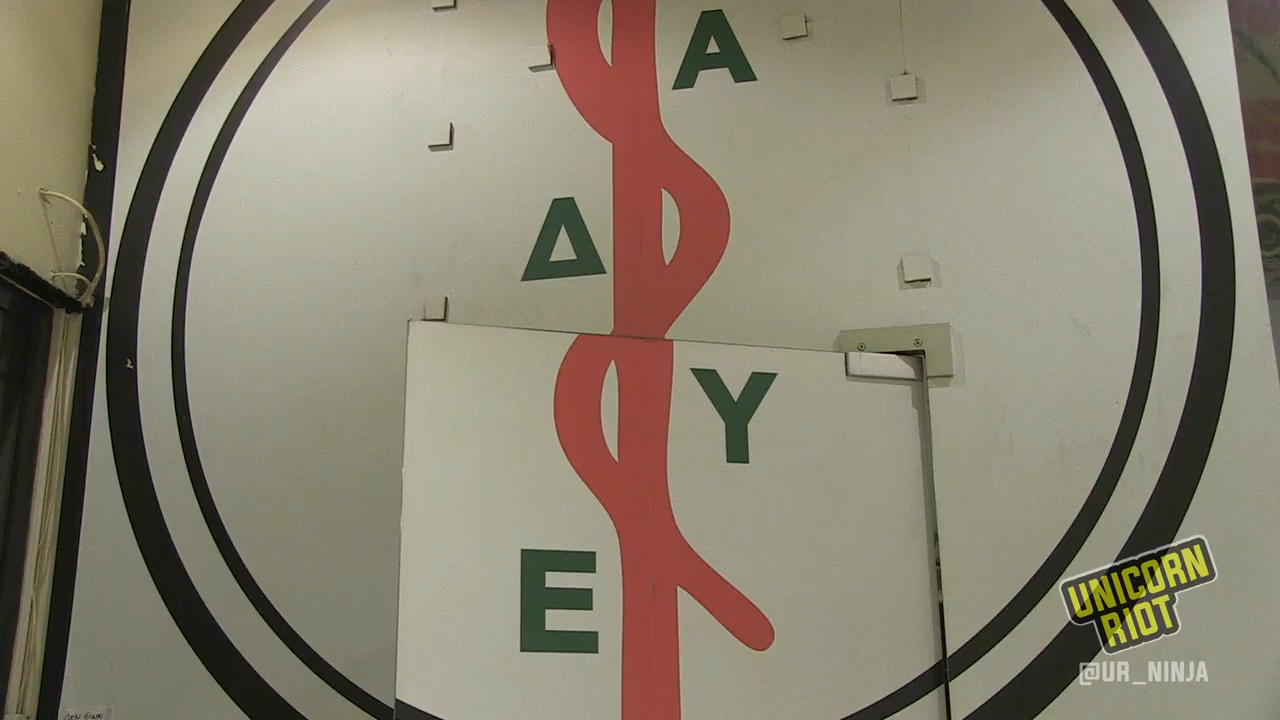 Α
Δ
Υ
Ε
UNICORN
RIOT
@UR_NINJA